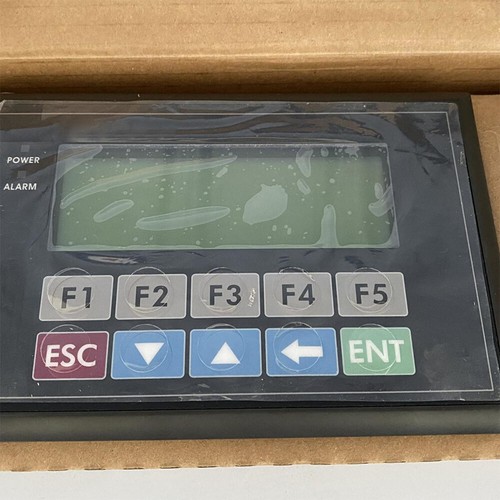 POWER
ALARM
F1 F2 F3 F4 F5
ESC ENT